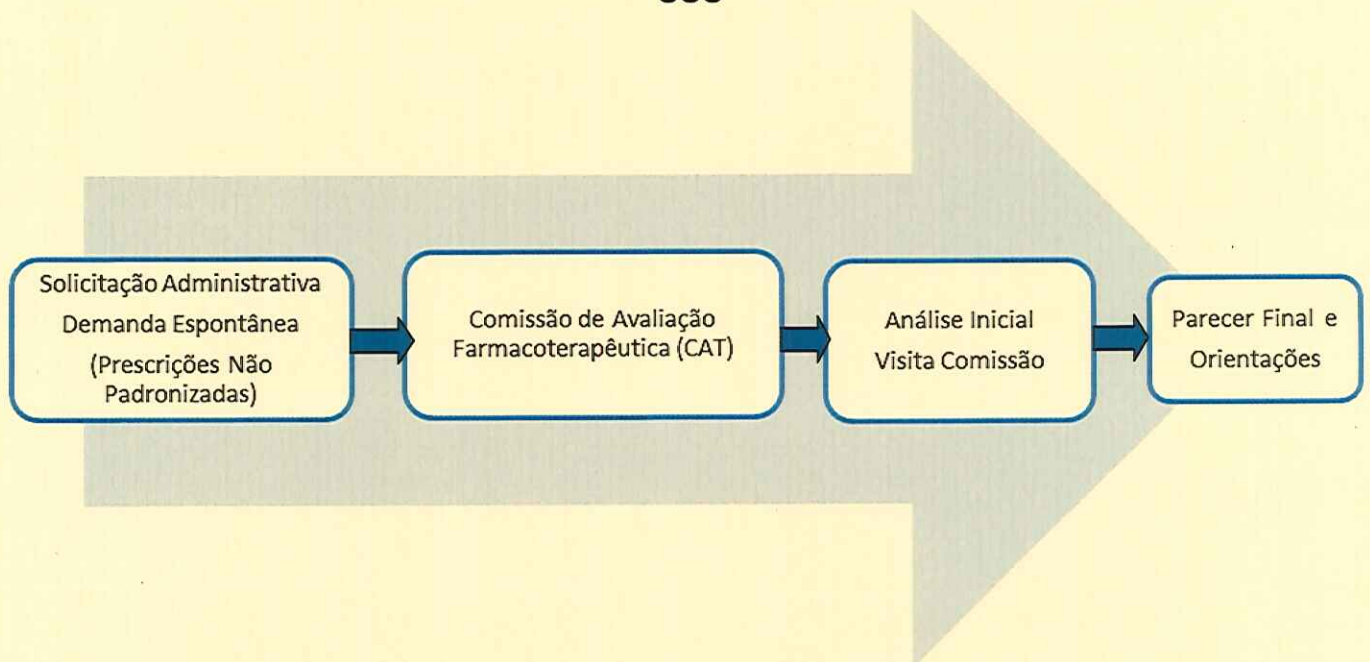 Solicitação Administrativa
Demanda Espontânea
(Prescrições Não
Padronizadas)
Comissão de Avaliação
Farmacoterapêutica (CAT)
Análise Inicial
Visita Comissão
Parecer Final e
Orientações